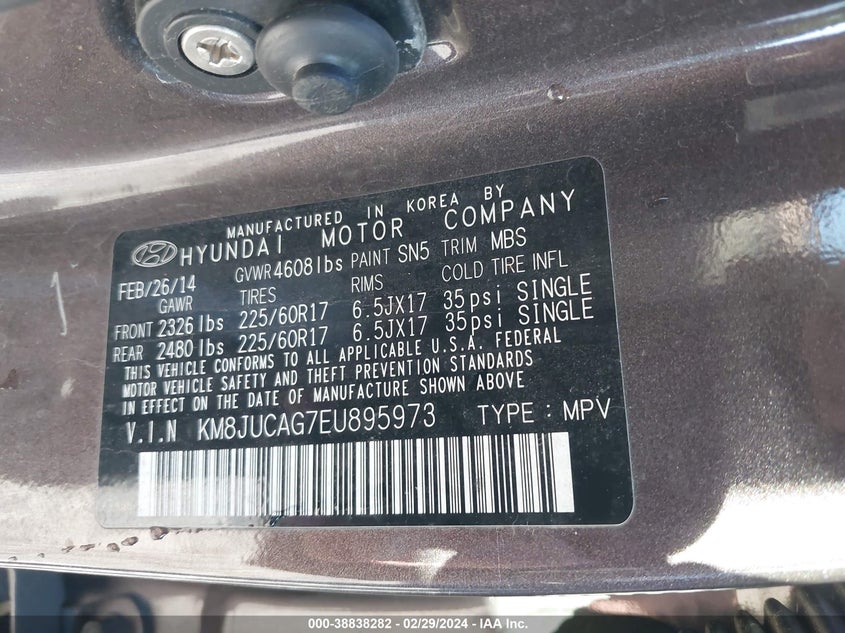 MANUFACTURED IN KOREA BY
HYUNDAI MOTOR COMPANY
FEB/26/14 GVWR 4608lbs PAINT SN5 TRIM MBS
GAWR TIRES RIMS COLD TIRE INFL
FRONT 2326lbs 225/60R17 6.5JX17 35psi SINGLE
REAR 2480lbs 225/60R17 6.5JX17 35psi SINGLE
THIS VEHICLE CONFORMS TO ALL APPLICABLE U.S.A. FEDERAL
MOTOR VEHICLE SAFETY AND THEFT PREVENTION STANDARDS
IN EFFECT ON THE DATE OF MANUFACTURE SHOWN ABOVE
V.I.N KM8JUCAG7EU895973 TYPE : MPV
000-38838282 - 02/29/2024 - IAA Inc.